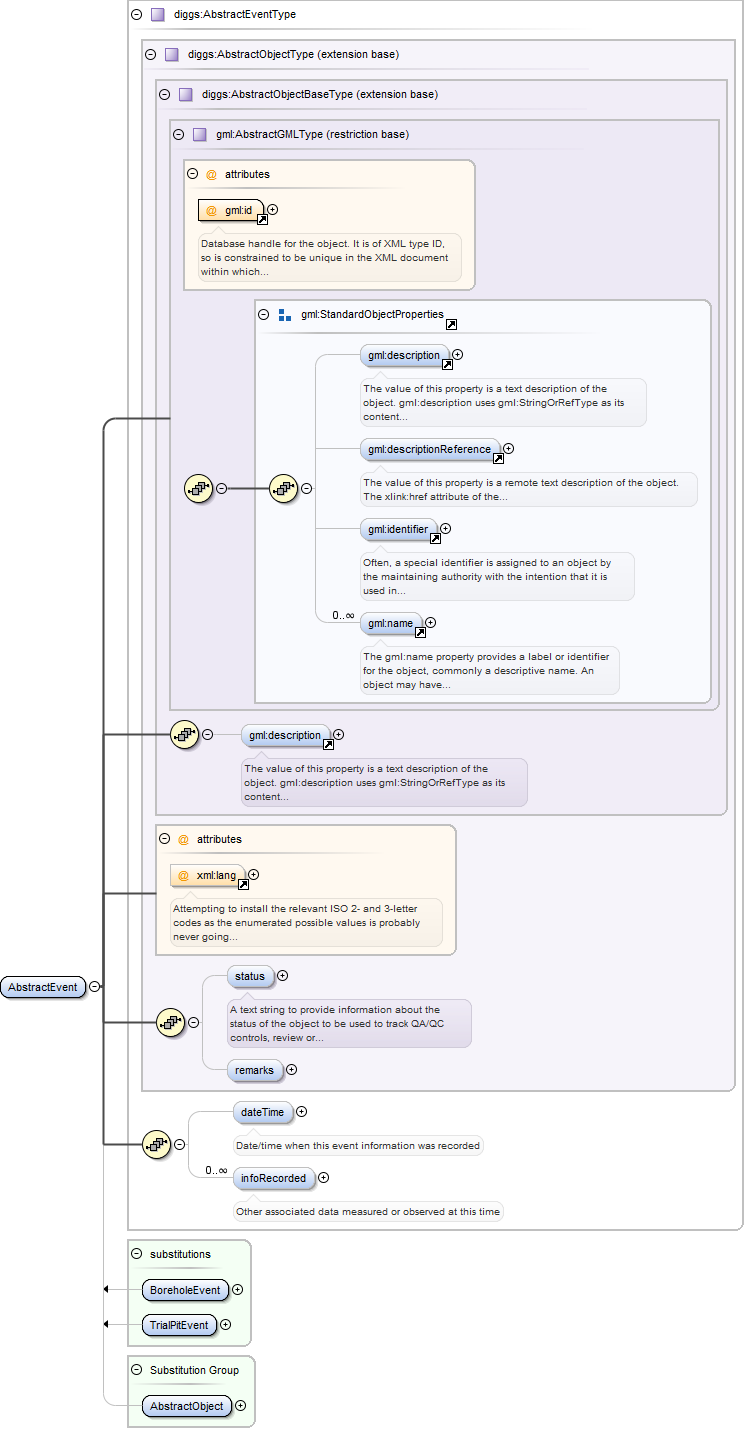 diggs:AbstractEventType
diggs:AbstractObjectType (extension base)
diggs:AbstractObjectBaseType (extension base)
gml:AbstractGMLType (restriction base)
@ attributes
@ gml:id
Database handle for the object. It is of XML type ID,
so is constrained to be unique in the XML document
within which...
gml:StandardObjectProperties
gml:description
The value of this property is a text description of the
object. gml:description uses gml:StringOrRefType as its
content...
gml:descriptionReference
The value of this property is a remote text description of the object.
The xlink:href attribute of the...
gml:identifier
Often, a special identifier is assigned to an object by
the maintaining authority with the intention that it is
used in...
0..∞
gml:name
The gml:name property provides a label or identifier
for the object, commonly a descriptive name. An
object may have...
gml:description
The value of this property is a text description of the
object. gml:description uses gml:StringOrRefType as its
content...
@ attributes
@ xml:lang
Attempting to install the relevant ISO 2- and 3-letter
codes as the enumerated possible values is probably
never going...
AbstractEvent
status
A text string to provide information about the
status of the object to be used to track QA/QC
controls, review or...
remarks
dateTime
Date/time when this event information was recorded
0..∞
infoRecorded
Other associated data measured or observed at this time
substitutions
BoreholeEvent
TrialPitEvent
Substitution Group
AbstractObject